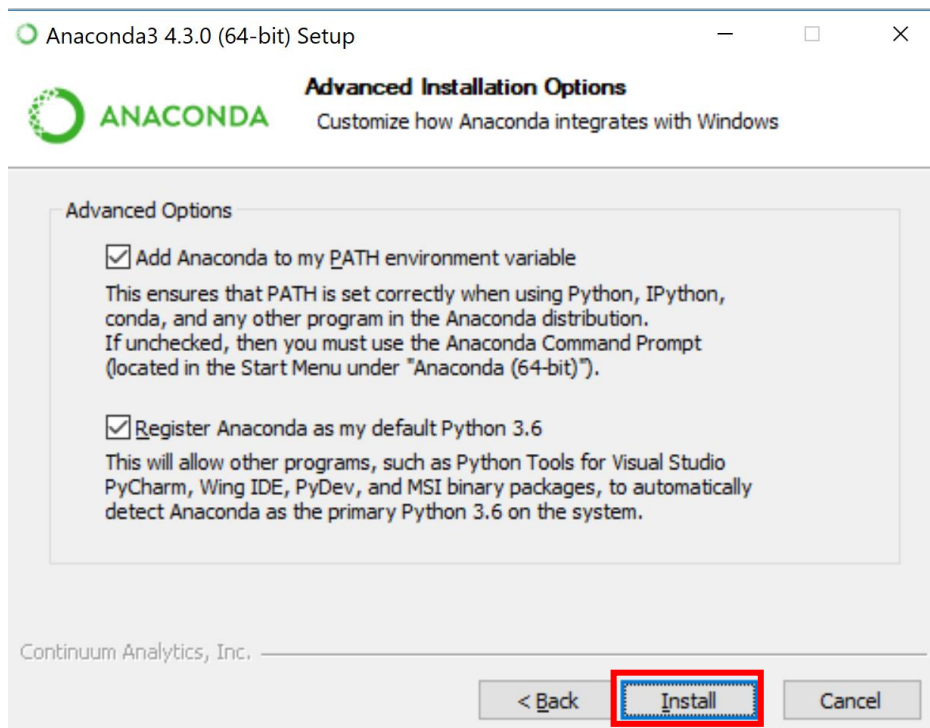 Anaconda3 4.3.0 (64-bit) Setup
ANACONDA
Advanced Installation Options
Customize how Anaconda integrates with Windows
Advanced Options
Add Anaconda to my PATH environment variable
This ensures that PATH is set correctly when using Python, IPython,
conda, and any other program in the Anaconda distribution.
If unchecked, then you must use the Anaconda Command Prompt
(located in the Start Menu under "Anaconda (64-bit)").
Register Anaconda as my default Python 3.6
This will allow other programs, such as Python Tools for Visual Studio
PyCharm, Wing IDE, PyDev, and MSI binary packages, to automatically
detect Anaconda as the primary Python 3.6 on the system.
Continuum Analytics, Inc.
< Back
Install
Cancel